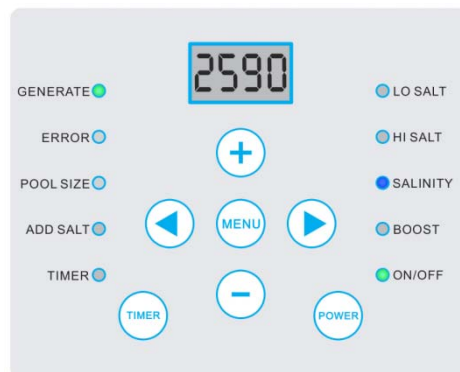 2590
GENERATE
LO SALT
ERROR
HI SALT
POOL SIZE
SALINITY
ADD SALT
MENU
BOOST
TIMER
ON/OFF
TIMER
POWER